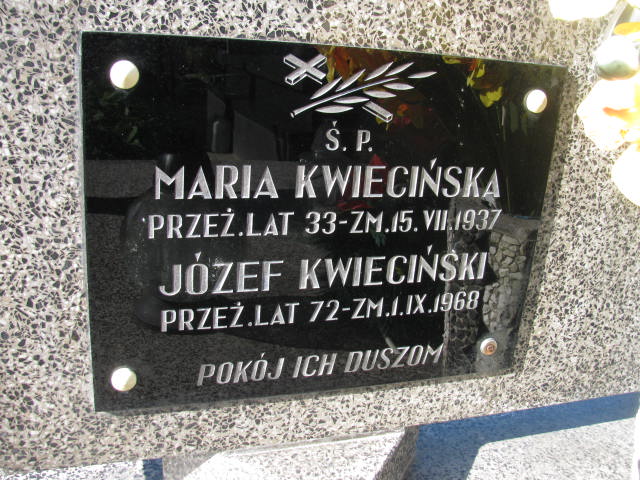 Ś. P.
MARIA KWIECIŃSKA
PRZEŻ.LAT 33-ZM.15.VII.1937
JÓZEF KWIECIŃSKI
PRZEŻ.LAT 72-ZM.1.IX.1968
POKÓJ ICH DUSZOM